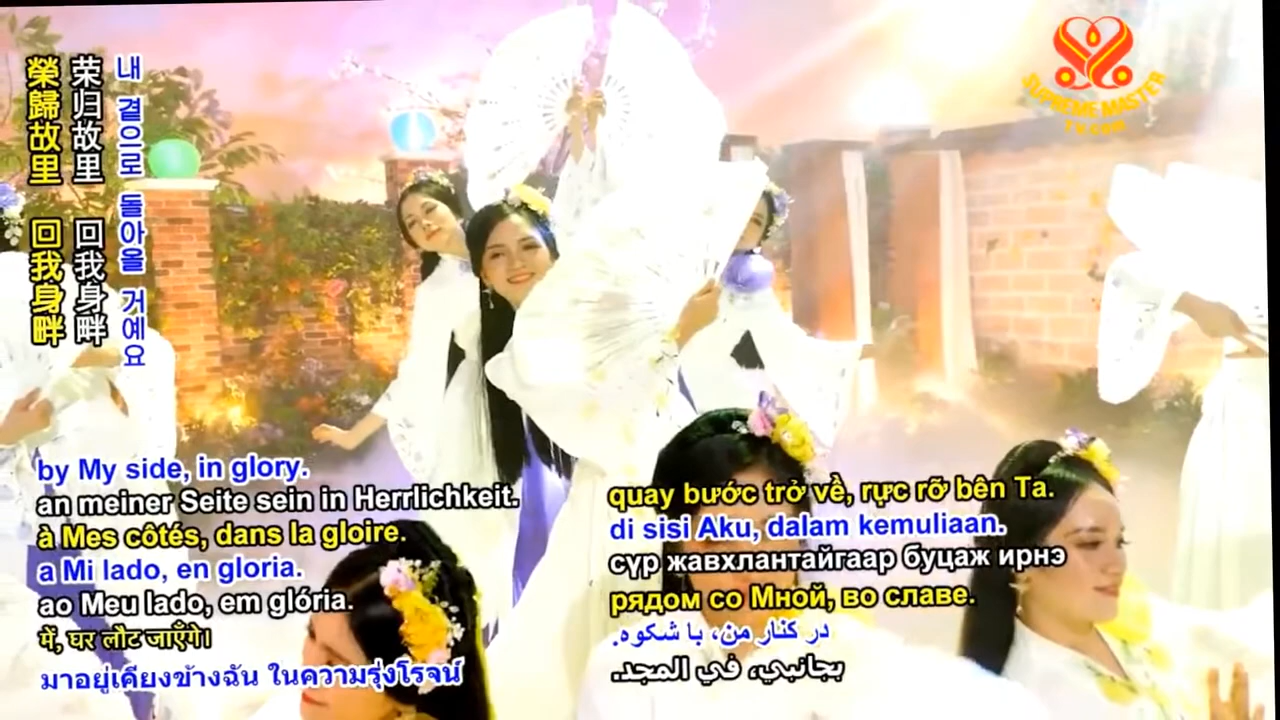 榮歸故里 回我身畔
荣归故里 回我身畔
내 곁으로 돌아올 거예요
SUPREME MASTER
TV.COM
by My side, in glory.
an meiner Seite sein in Herrlichkeit.
à Mes côtés, dans la gloire.
a Mi lado, en gloria.
ao Meu lado, em glória.
में, घर लौट जाएँगे।
มาอยู่เคียงข้างฉัน ในความรุ่งโรจน์
quay bước trở về, rực rỡ bên Ta.
di sisi Aku, dalam kemuliaan.
сүр жавхлантайгаар буцаж ирнэ
рядом со Мной, во славе.
در کنار من، با شکوه.
بجانبي، في المجد.